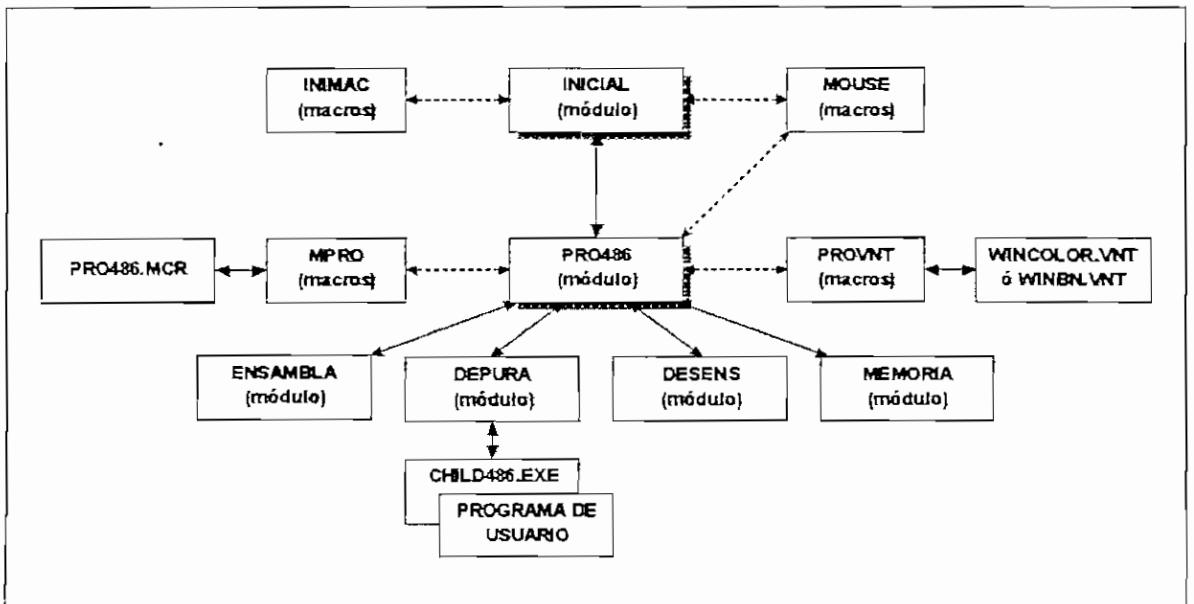 INIMAC
(macros)
INICIAL
(módulo)
MOUSE
(macros)
PRO486.MCR
MPRO
(macros)
PRO486
(módulo)
PROVNT
(macros)
WINCOLOR.VNT
ó WINBN.VNT
ENSAMBLA
(módulo)
DEPURA
(módulo)
DESENS
(módulo)
MEMORIA
(módulo)
CHILD486.EXE
PROGRAMA DE
USUARIO